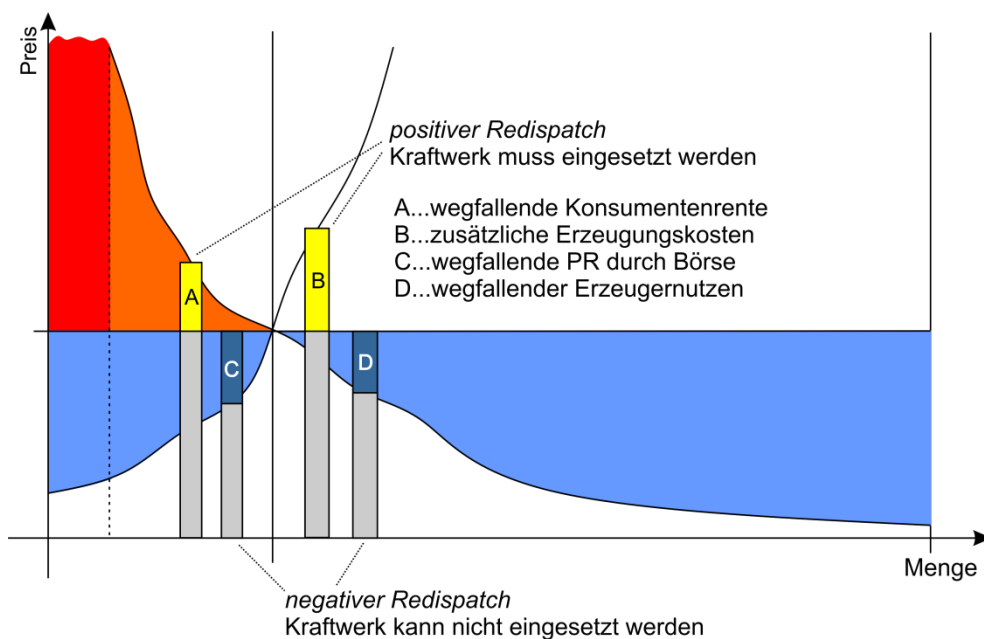 Preis
positiver Redispatch
Kraftwerk muss eingesetzt werden
A...wegfallende Konsumentenrente
B...zusätzliche Erzeugungskosten
C...wegfallende PR durch Börse
D...wegfallender Erzeugernutzen
A
B
C
D
Menge
negativer Redispatch
Kraftwerk kann nicht eingesetzt werden